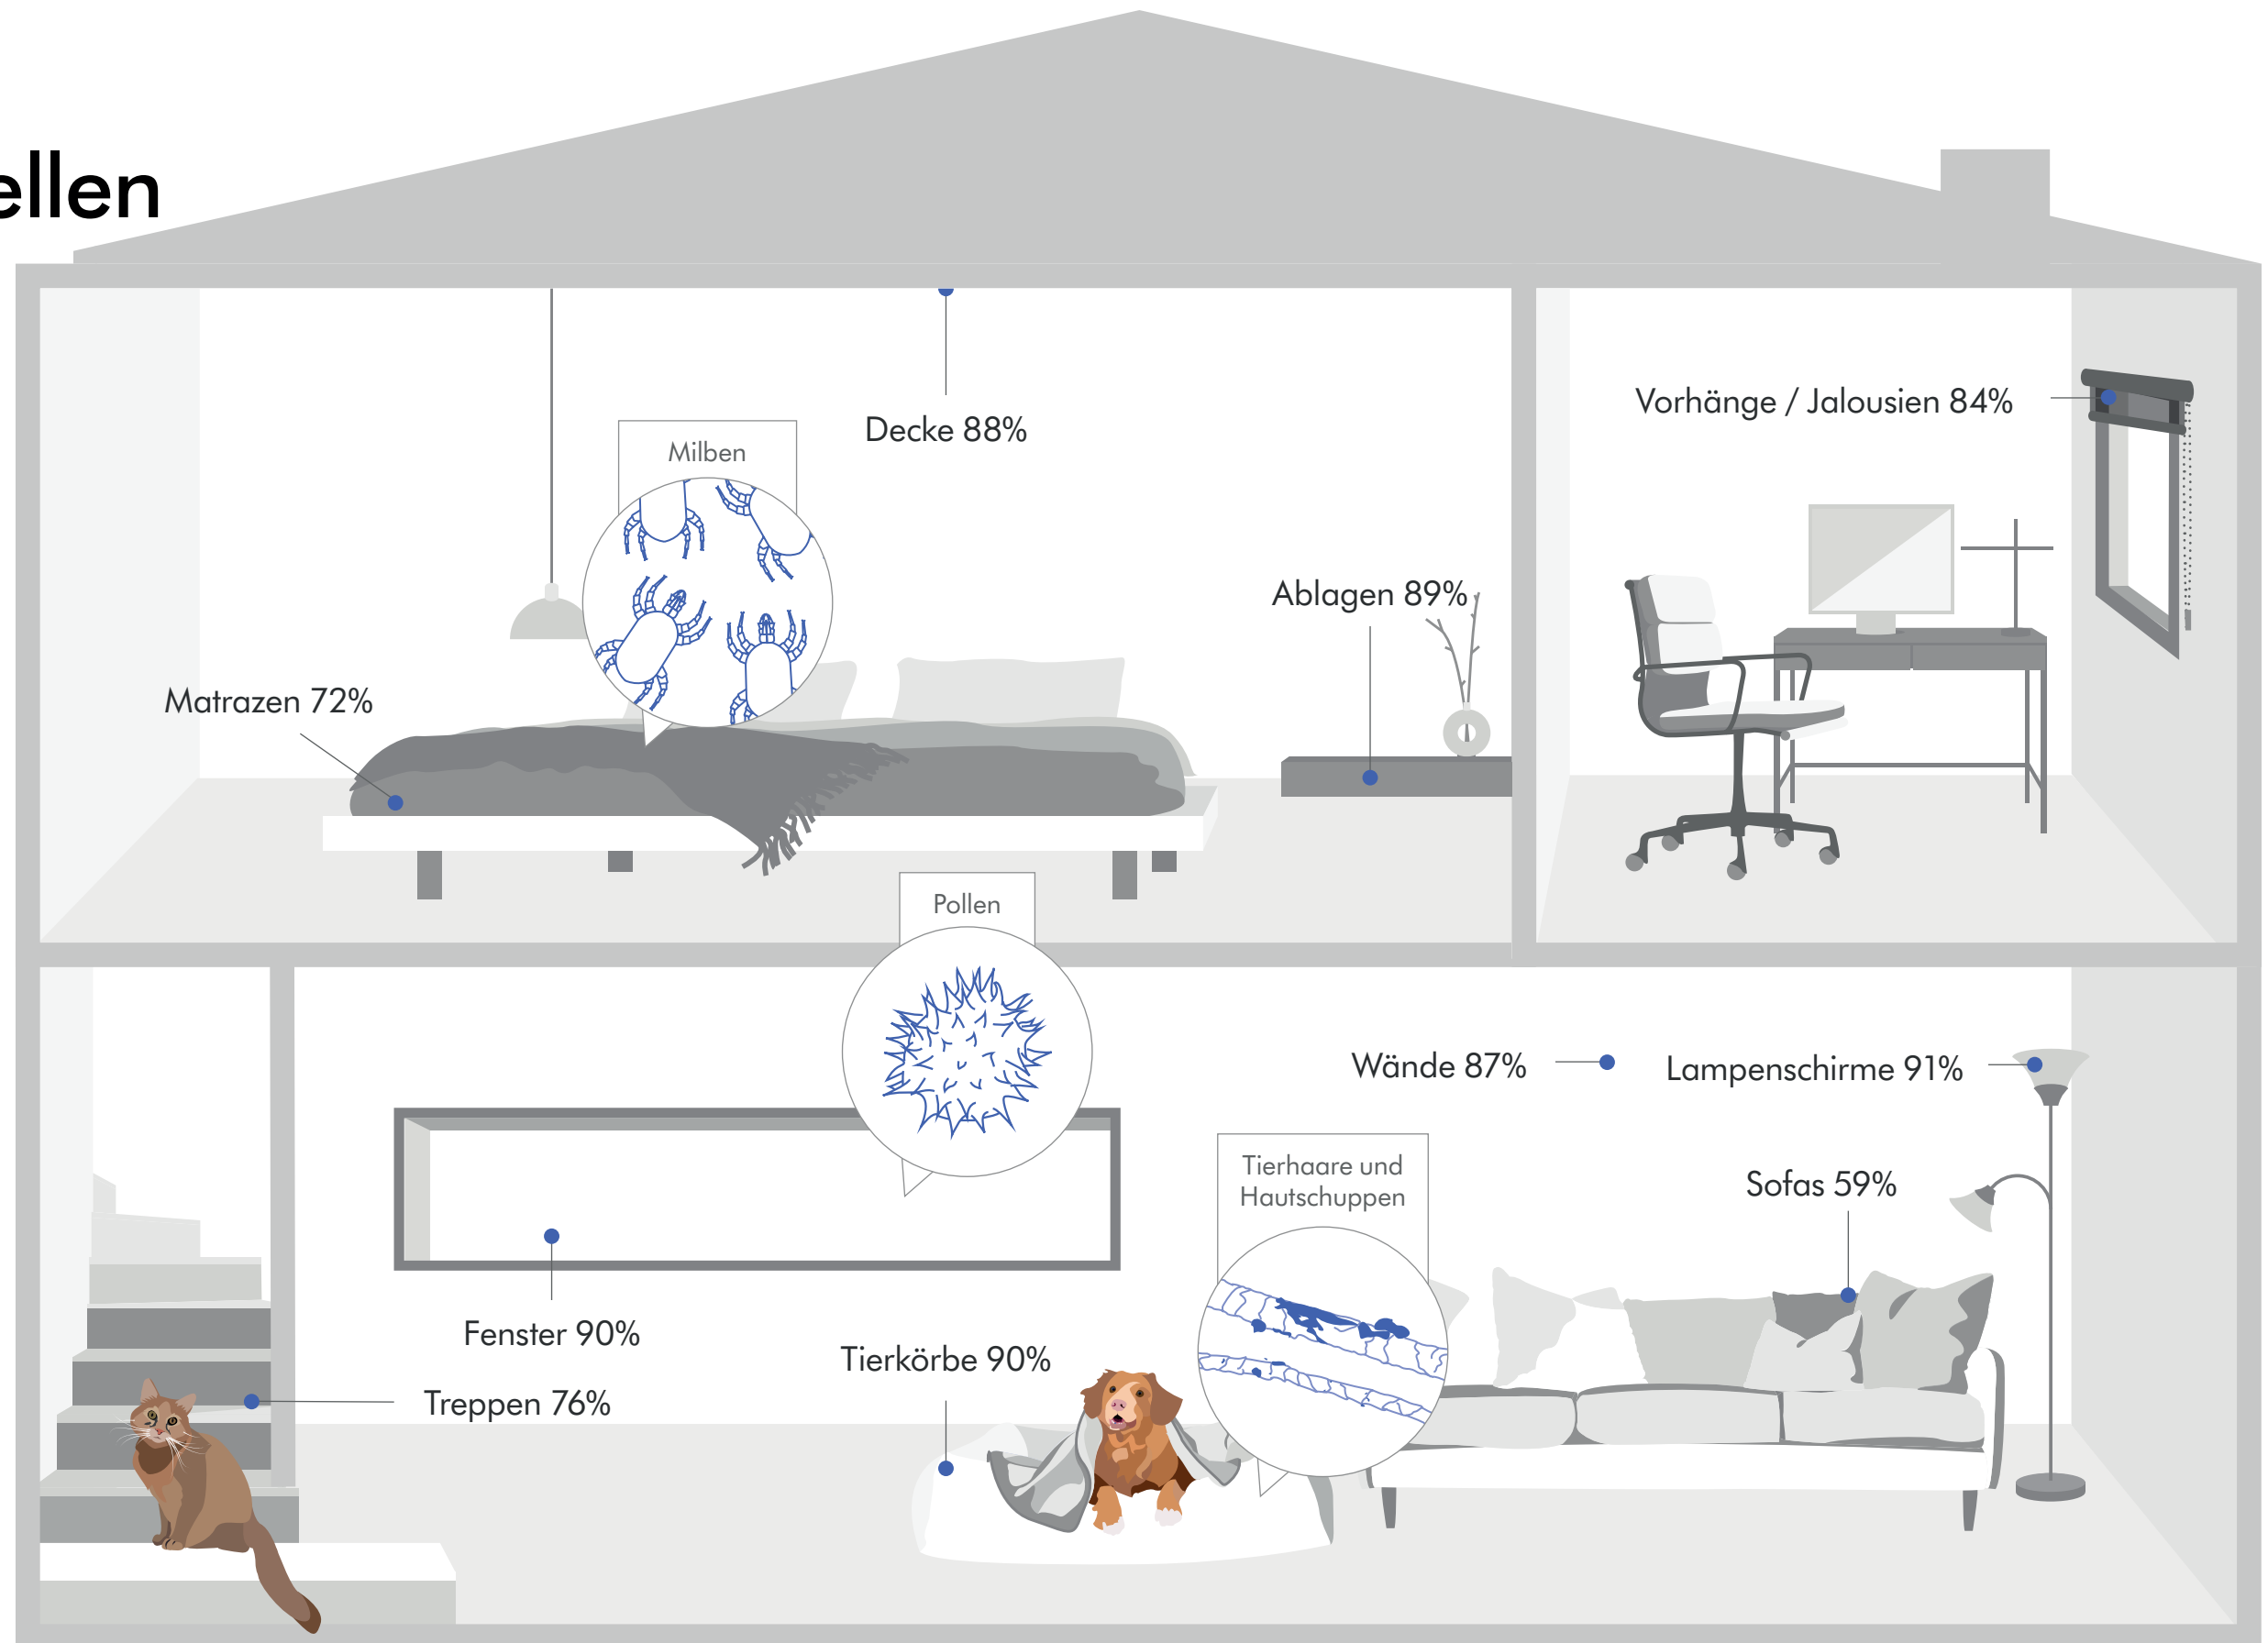 ellen
Decke 88%
Vorhänge / Jalousien 84%
Milben
Ablagen 89%
Matrazen 72%
Pollen
Wände 87%
Lampenschirme 91%
Tierhaare und
Hautschuppen
Sofas 59%
Fenster 90%
Tierkörbe 90%
Treppen 76%